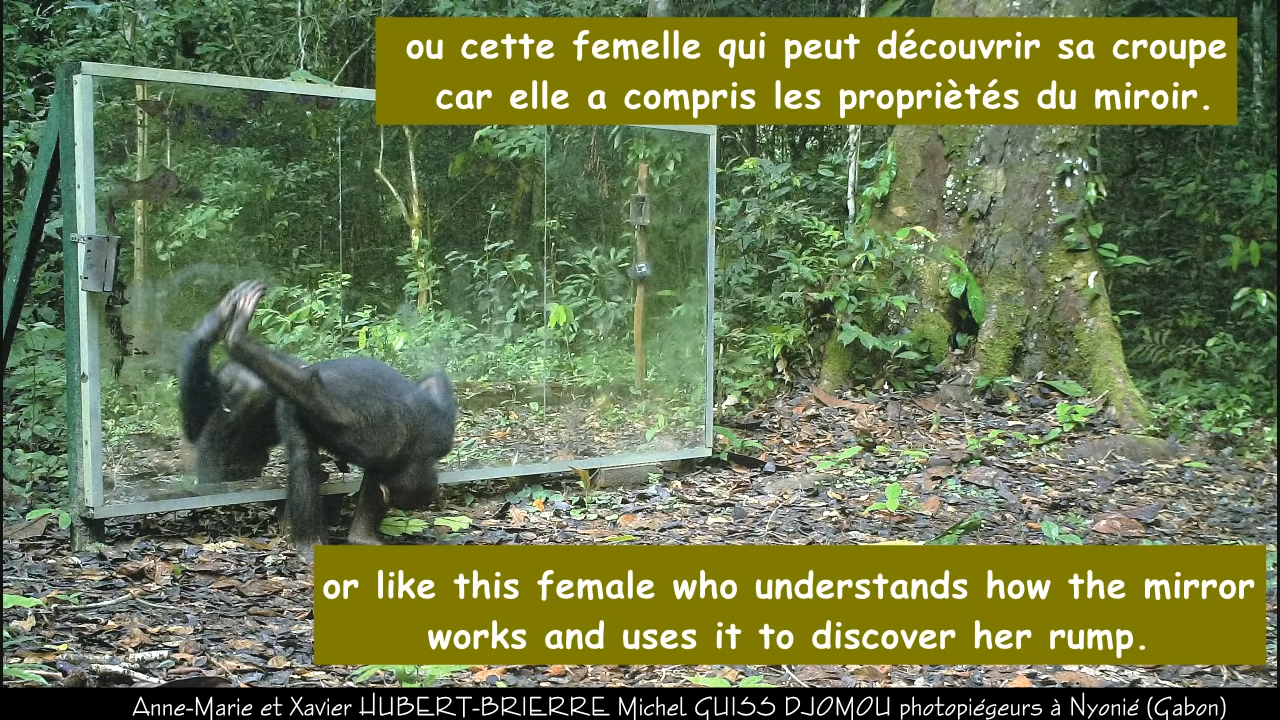 ou cette femelle qui peut découvrir sa croupe
car elle a compris les propriètés du miroir.
or like this female who understands how the mirror
works and uses it to discover her rump.
Anne-Marie et Xavier HUBERT-BRIERRE Michel GUISS DJOMOU photopiégeurs à Nyonié (Gabon)